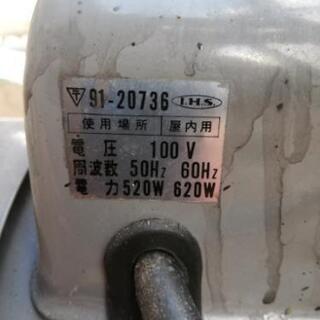 〒 91-20736 I.H.S.
使用場所 屋内用
電 圧 100 V
周波数 50Hz 60Hz
電 力 520W 620W